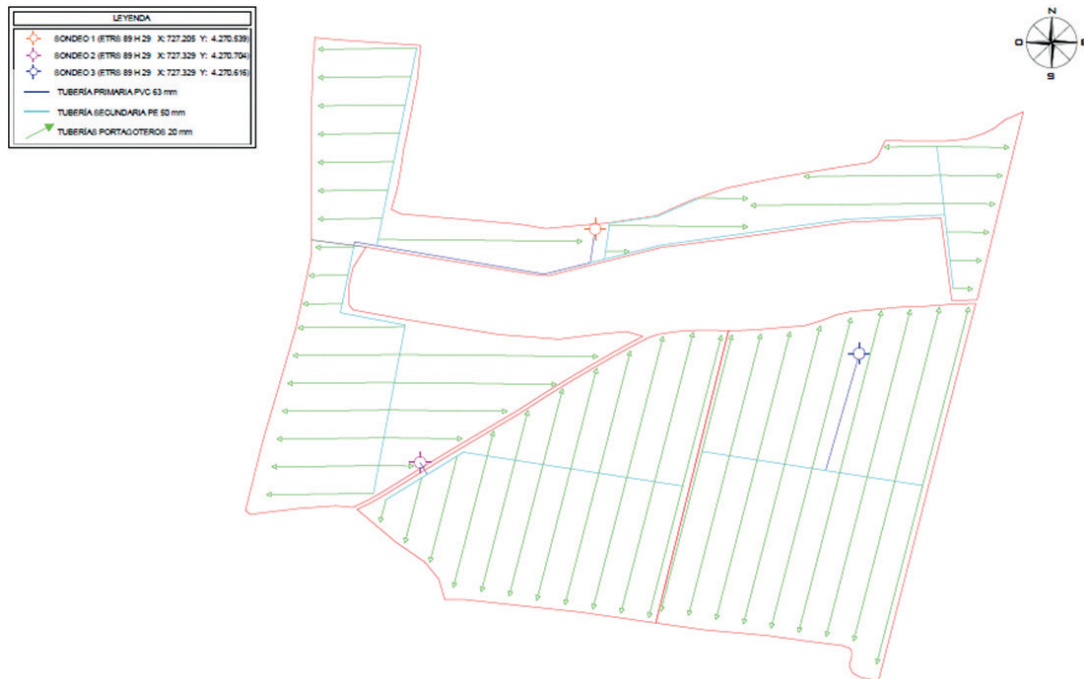 LEYENDA
SONDEO 1 (ETRS 89 H 29 X: 727.205 Y: 4.270.539)
SONDEO 2 (ETRS 89 H 29 X: 727.329 Y: 4.270.704)
SONDEO 3 (ETRS 89 H 29 X: 727.329 Y: 4.270.615)
TUBERÍA PRIMARIA PVC 63 mm
TUBERÍA SECUNDARIA PE 50 mm
TUBERÍAS PORTAGOTEROS 20 mm
N
O E
S